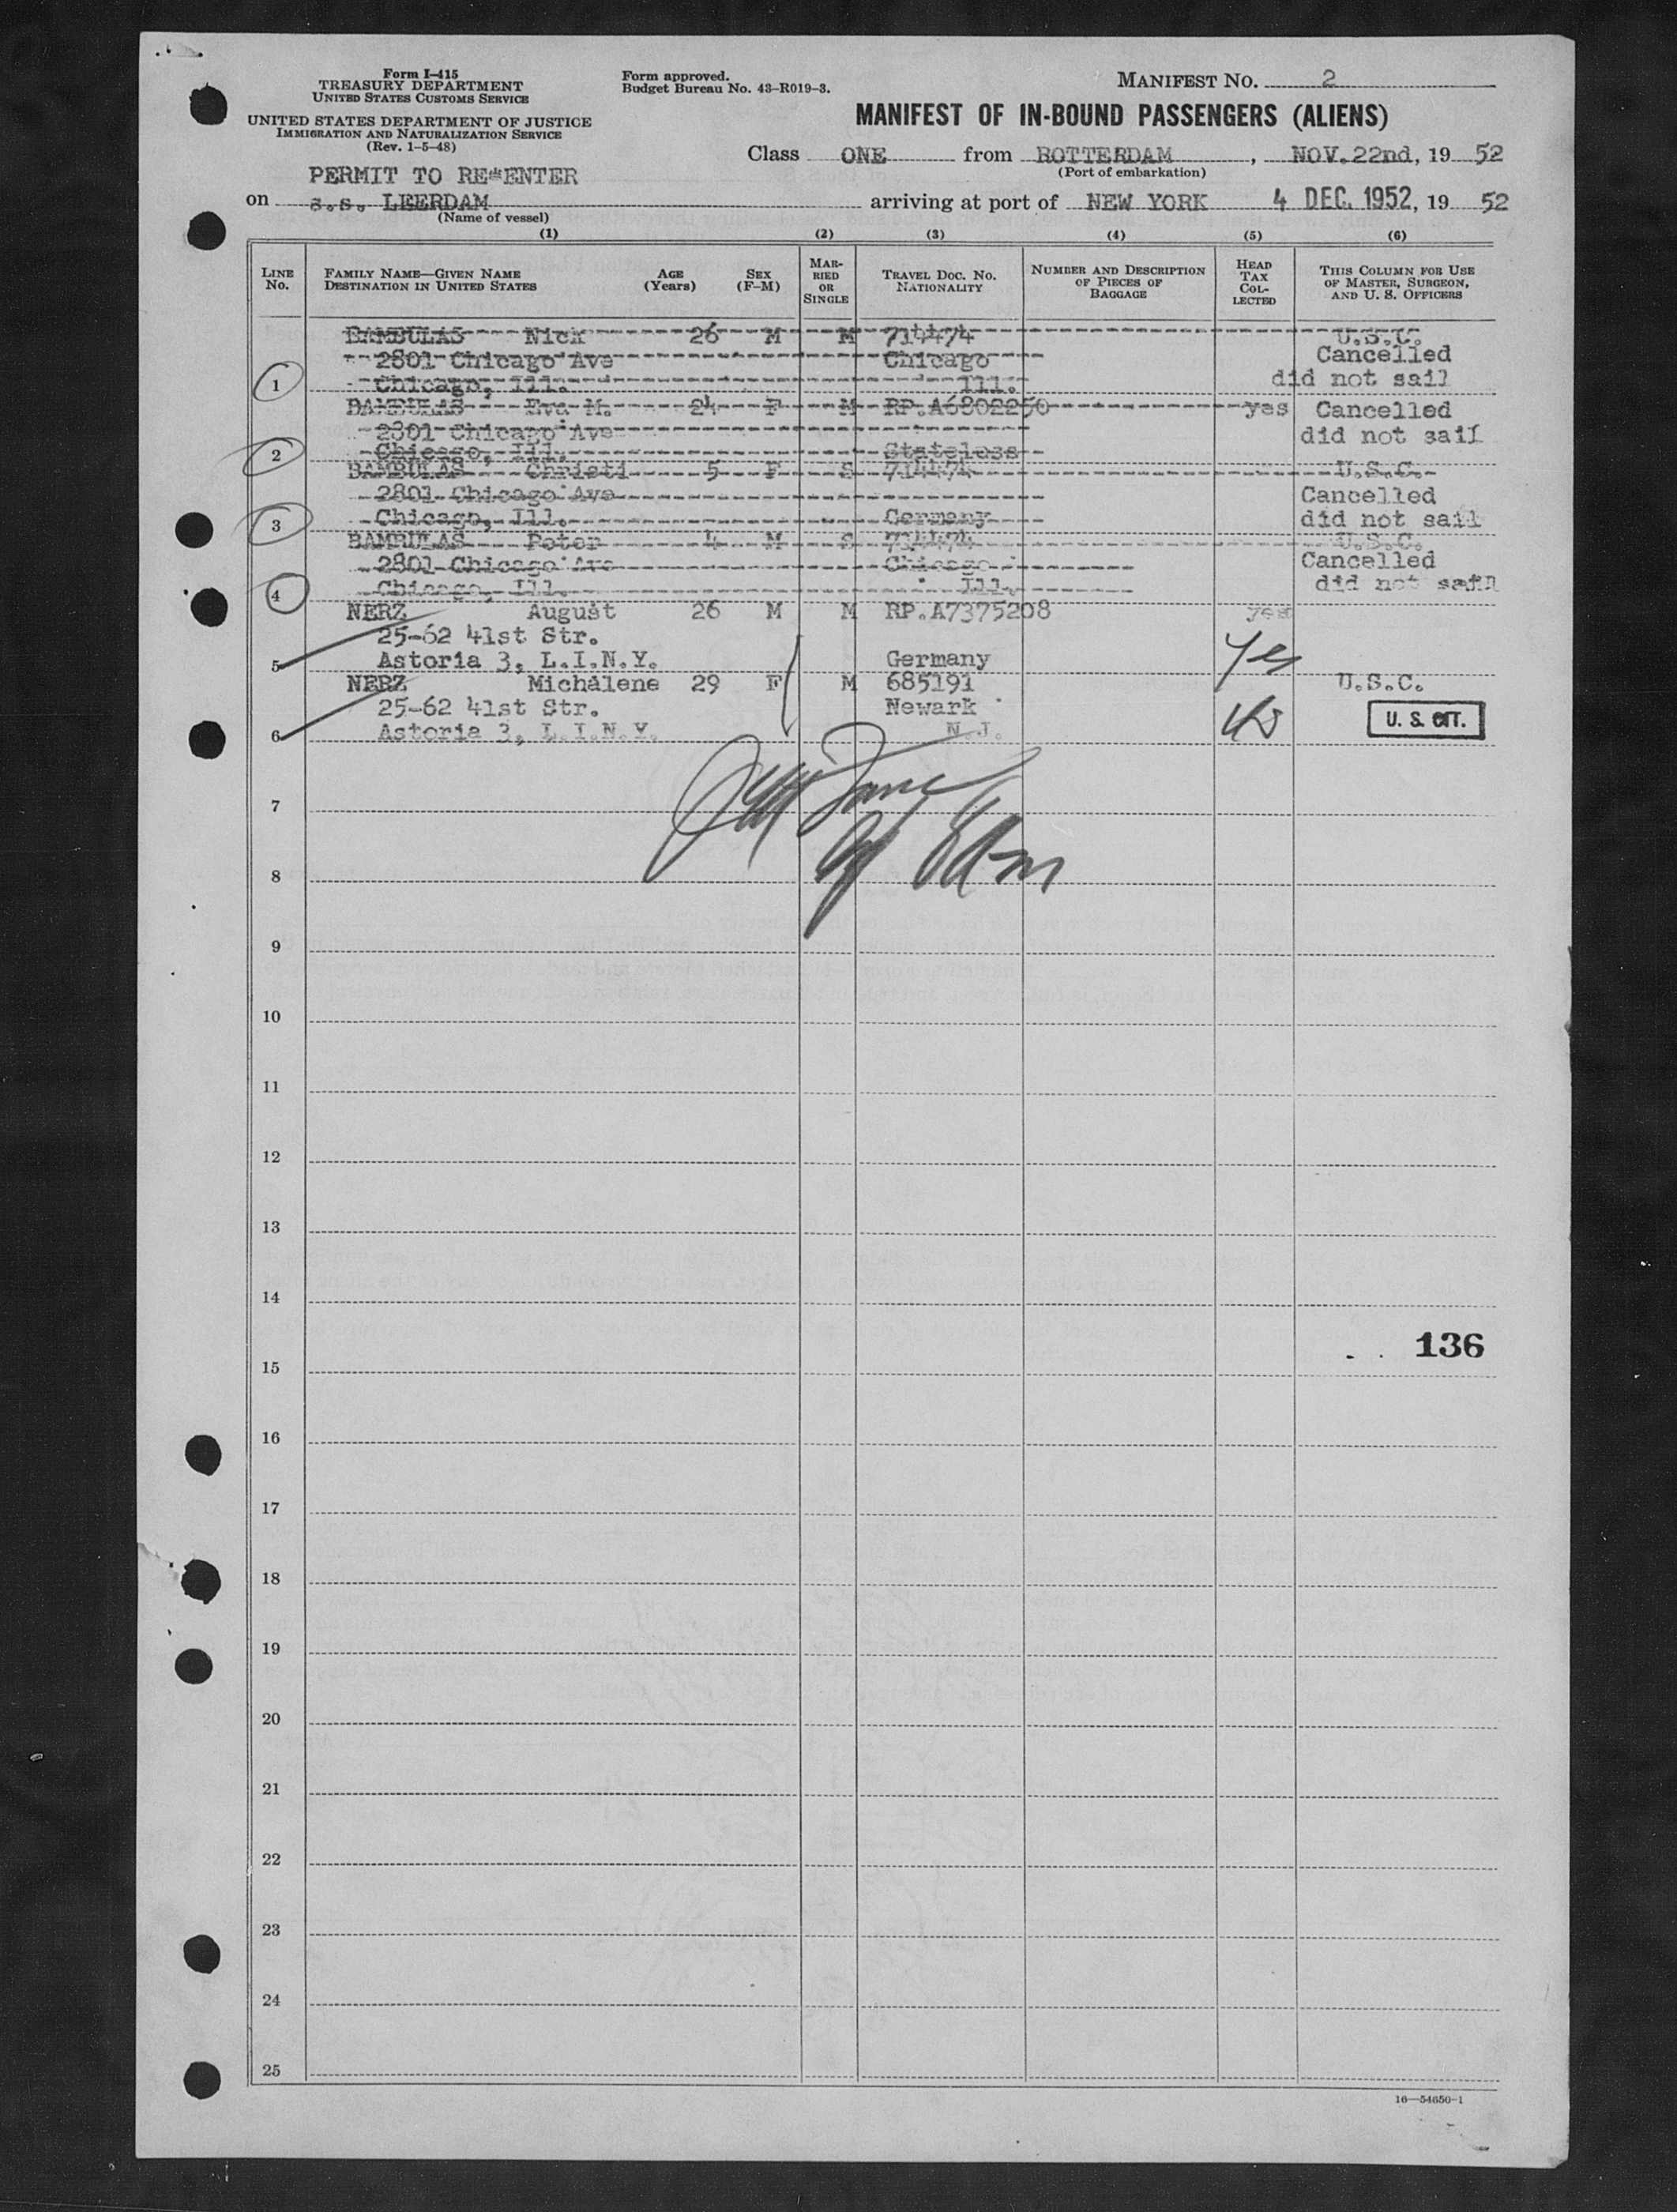 Form I-415
TREASURY DEPARTMENT
UNITED STATES CUSTOMS SERVICE
UNITED STATES DEPARTMENT OF JUSTICE
IMMIGRATION AND NATURALIZATION SERVICE
(Rev. 1-5-48)
Form approved.
Budget Bureau No. 43-R019-3.
MANIFEST NO. 2
MANIFEST OF IN-BOUND PASSENGERS (ALIENS)
Class ONE from ROTTERDAM, NOV. 22nd, 19 52
(Port of embarkation)
PERMIT TO RE*ENTER
on s.s. LEERDAM arriving at port of NEW YORK 4 DEC. 1952, 19 52
(Name of vessel)
(1) (2) (3) (4) (5) (6)
LINE No. FAMILY NAME—GIVEN NAME DESTINATION IN UNITED STATES AGE (Years) SEX (F-M) MARRIED OR SINGLE TRAVEL DOC. NO. NATIONALITY NUMBER AND DESCRIPTION OF PIECES OF BAGGAGE HEAD TAX COLLECTED THIS COLUMN FOR USE OF MASTER, SURGEON, AND U. S. OFFICERS
BAMBULAS Nick 26 M M 714474 U.S.C.
2801 Chicago Ave Chicago Cancelled
1 Chicago, Ill. Ill. did not sail
BAMBULAS Eva M. 24 F M RP.A6802250 yes Cancelled
2801 Chicago Ave did not sail
2 Chicago, Ill. Stateless
BAMBULAS Christi 5 F S 714474 U.S.C.
2801 Chicago Ave Cancelled
3 Chicago, Ill. Germany did not sail
BAMBULAS Peter 4 M S 714474 U.S.C.
2801 Chicago Ave Chicago Cancelled
4 Chicago, Ill. Ill. did not sail
NERZ August 26 M M RP.A7375208 yes
25-62 41st Str.
5 Astoria 3, L.I.N.Y. Germany Yes
NERZ Michalene 29 F M 685191 U.S.C.
25-62 41st Str. Newark
6 Astoria 3, L.I.N.Y. N.J. U. S. CIT.
7
8
9
10
11
12
13
14
136
15
16
17
18
19
20
21
22
23
24
25
16—54650-1